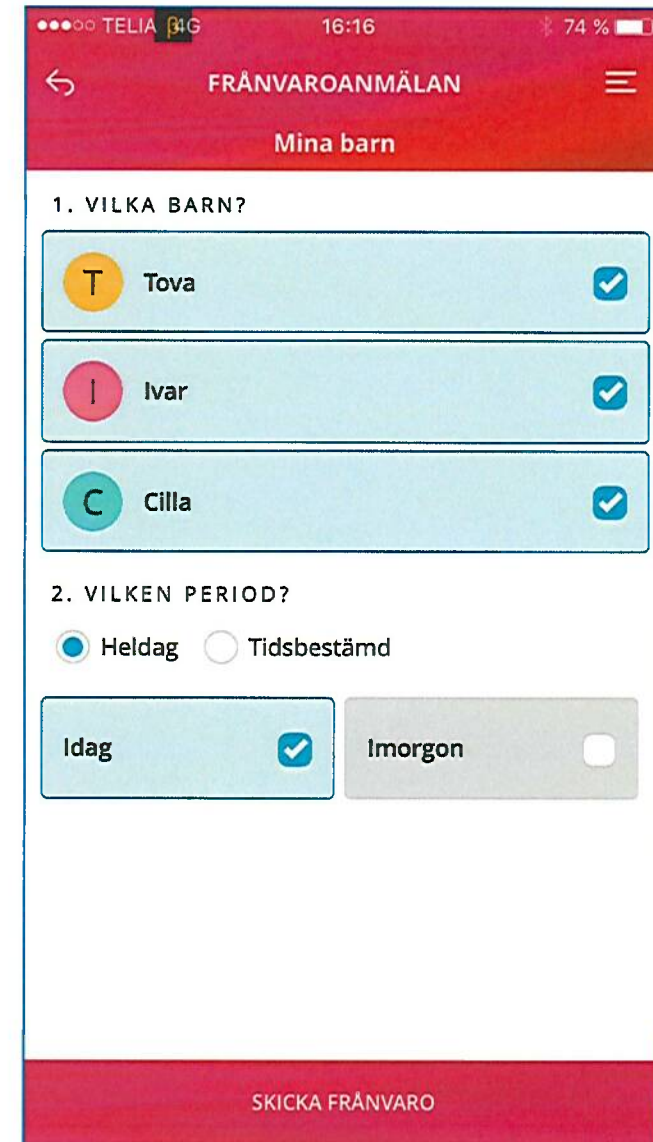 TELIA 4G 16:16 74 %
FRÅNVAROANMÄLAN
Mina barn
1. VILKA BARN?
T Tova
I Ivar
C Cilla
2. VILKEN PERIOD?
Heldag Tidsbestämd
Idag Imorgon
SKICKA FRÅNVARO